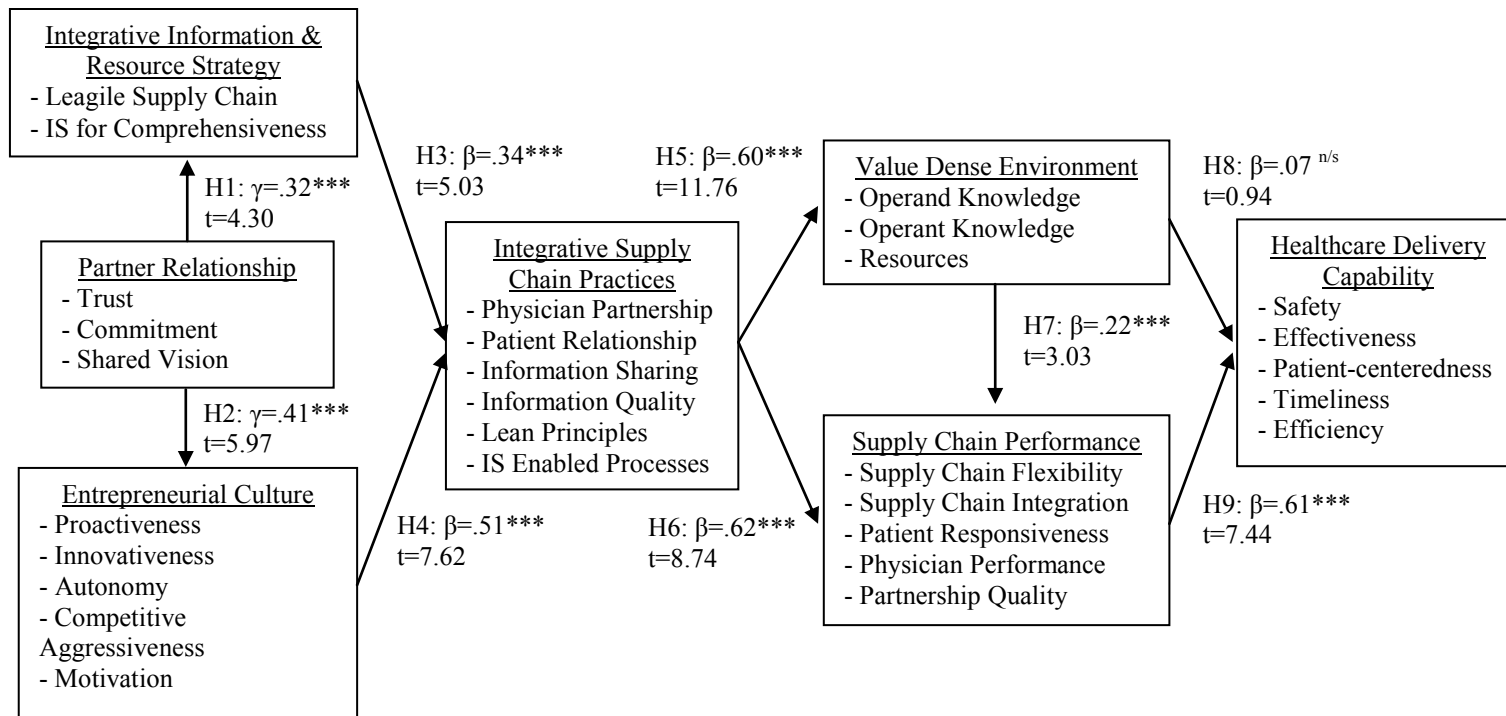 Integrative Information &
Resource Strategy
- Leagile Supply Chain
- IS for Comprehensiveness
H1: γ=.32***
t=4.30
Partner Relationship
- Trust
- Commitment
- Shared Vision
H2: γ=.41***
t=5.97
Entrepreneurial Culture
- Proactiveness
- Innovativeness
- Autonomy
- Competitive
Aggressiveness
- Motivation
H3: β=.34***
t=5.03
H4: β=.51***
t=7.62
Integrative Supply
Chain Practices
- Physician Partnership
- Patient Relationship
- Information Sharing
- Information Quality
- Lean Principles
- IS Enabled Processes
H5: β=.60***
t=11.76
H6: β=.62***
t=8.74
Value Dense Environment
- Operand Knowledge
- Operant Knowledge
- Resources
H7: β=.22***
t=3.03
Supply Chain Performance
- Supply Chain Flexibility
- Supply Chain Integration
- Patient Responsiveness
- Physician Performance
- Partnership Quality
H8: β=.07 n/s
t=0.94
H9: β=.61***
t=7.44
Healthcare Delivery
Capability
- Safety
- Effectiveness
- Patient-centeredness
- Timeliness
- Efficiency